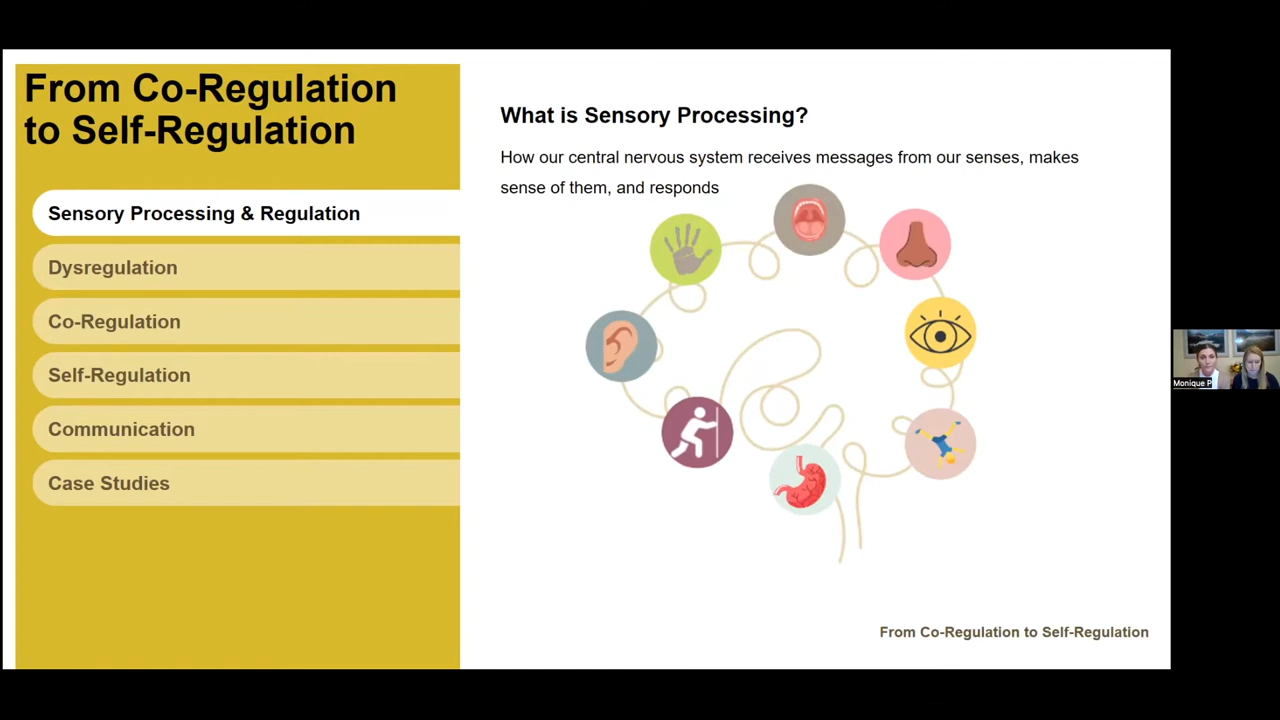 From Co-Regulation
to Self-Regulation
Sensory Processing & Regulation
Dysregulation
Co-Regulation
Self-Regulation
Communication
Case Studies
What is Sensory Processing?
How our central nervous system receives messages from our senses, makes
sense of them, and responds
From Co-Regulation to Self-Regulation
Monique P